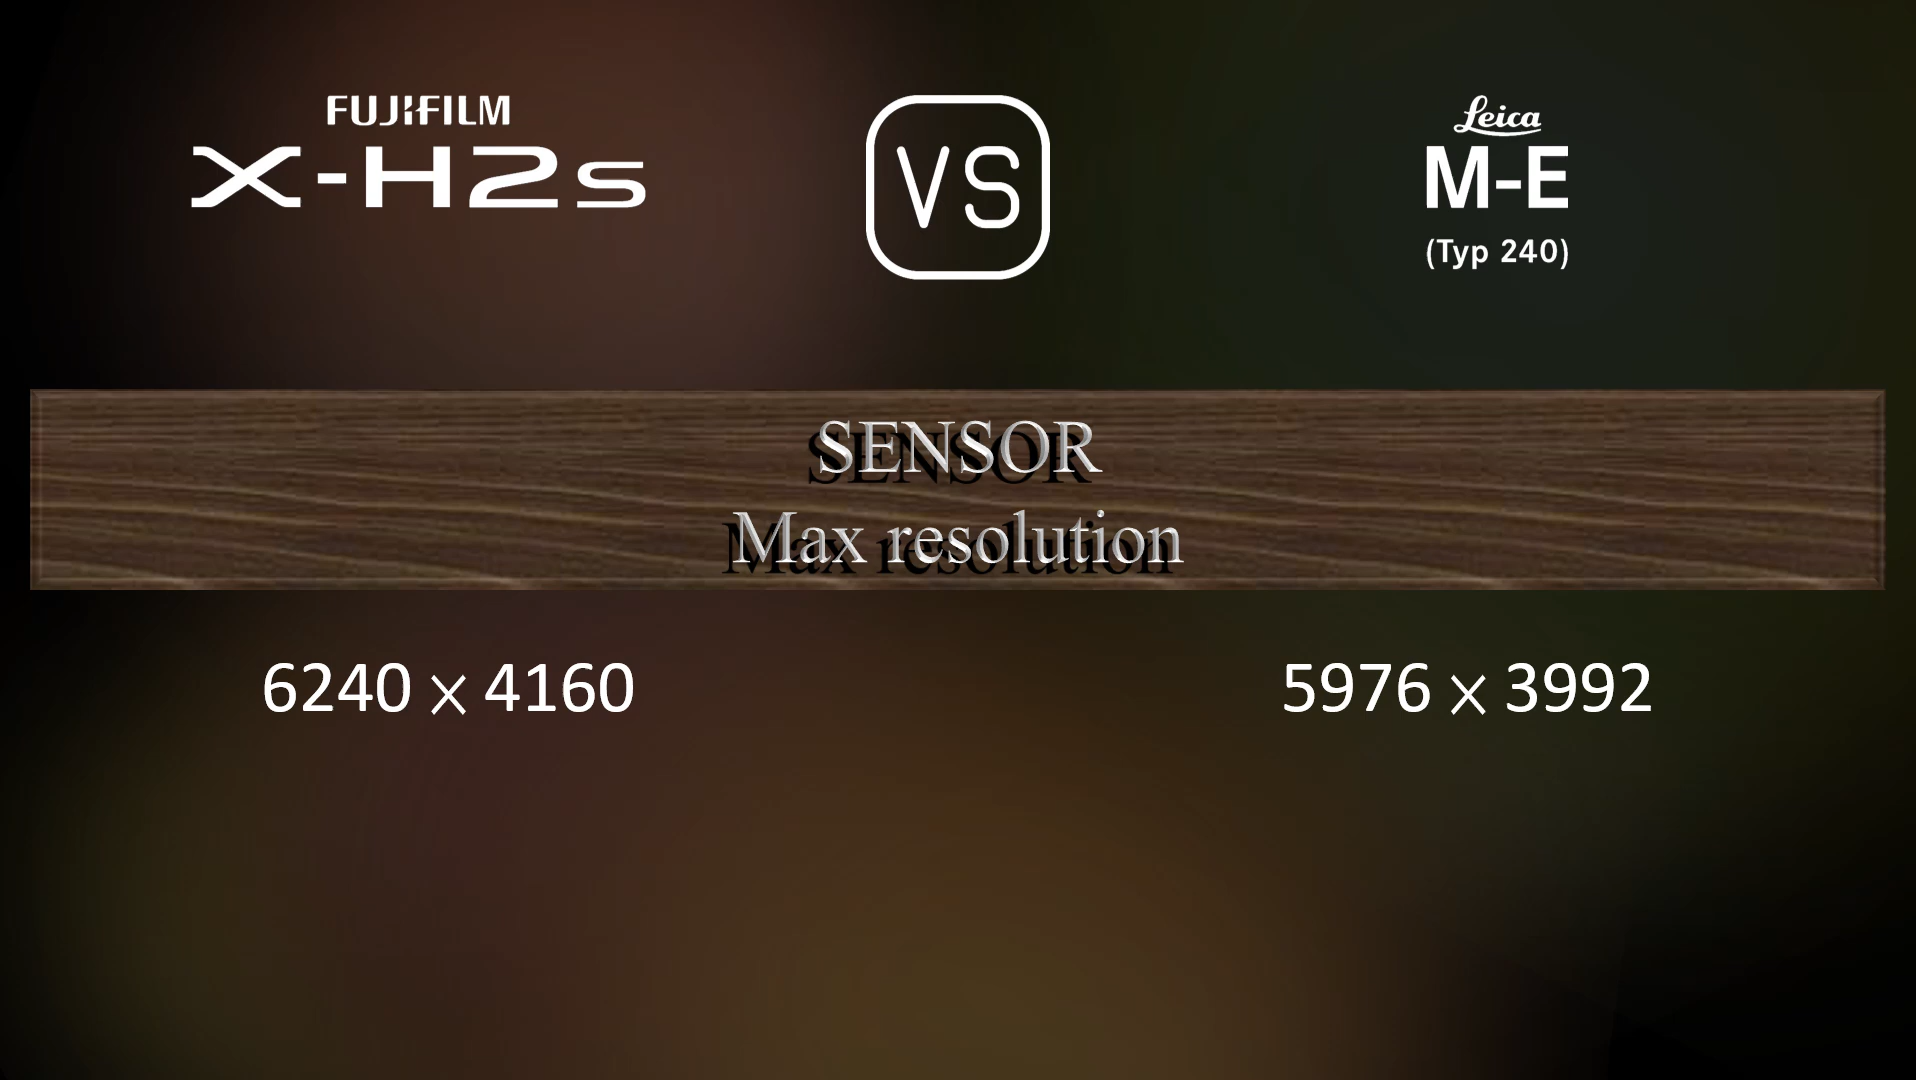 FUJIFILM
X-H2s
VS
Leica
M-E
(Typ 240)
SENSOR
Max resolution
6240 x 4160
5976 x 3992